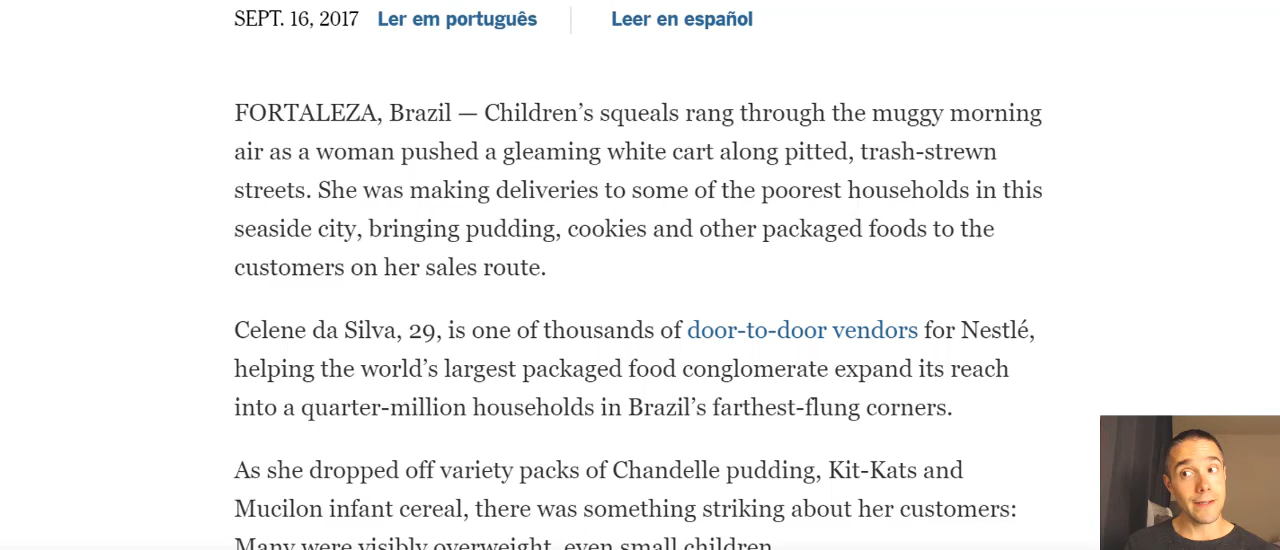 SEPT. 16, 2017 Ler em português Leer en español
FORTALEZA, Brazil — Children’s squeals rang through the muggy morning
air as a woman pushed a gleaming white cart along pitted, trash-strewn
streets. She was making deliveries to some of the poorest households in this
seaside city, bringing pudding, cookies and other packaged foods to the
customers on her sales route.
Celene da Silva, 29, is one of thousands of door-to-door vendors for Nestlé,
helping the world’s largest packaged food conglomerate expand its reach
into a quarter-million households in Brazil’s farthest-flung corners.
As she dropped off variety packs of Chandelle pudding, Kit-Kats and
Mucilon infant cereal, there was something striking about her customers:
Many were visibly overweight, even small children.